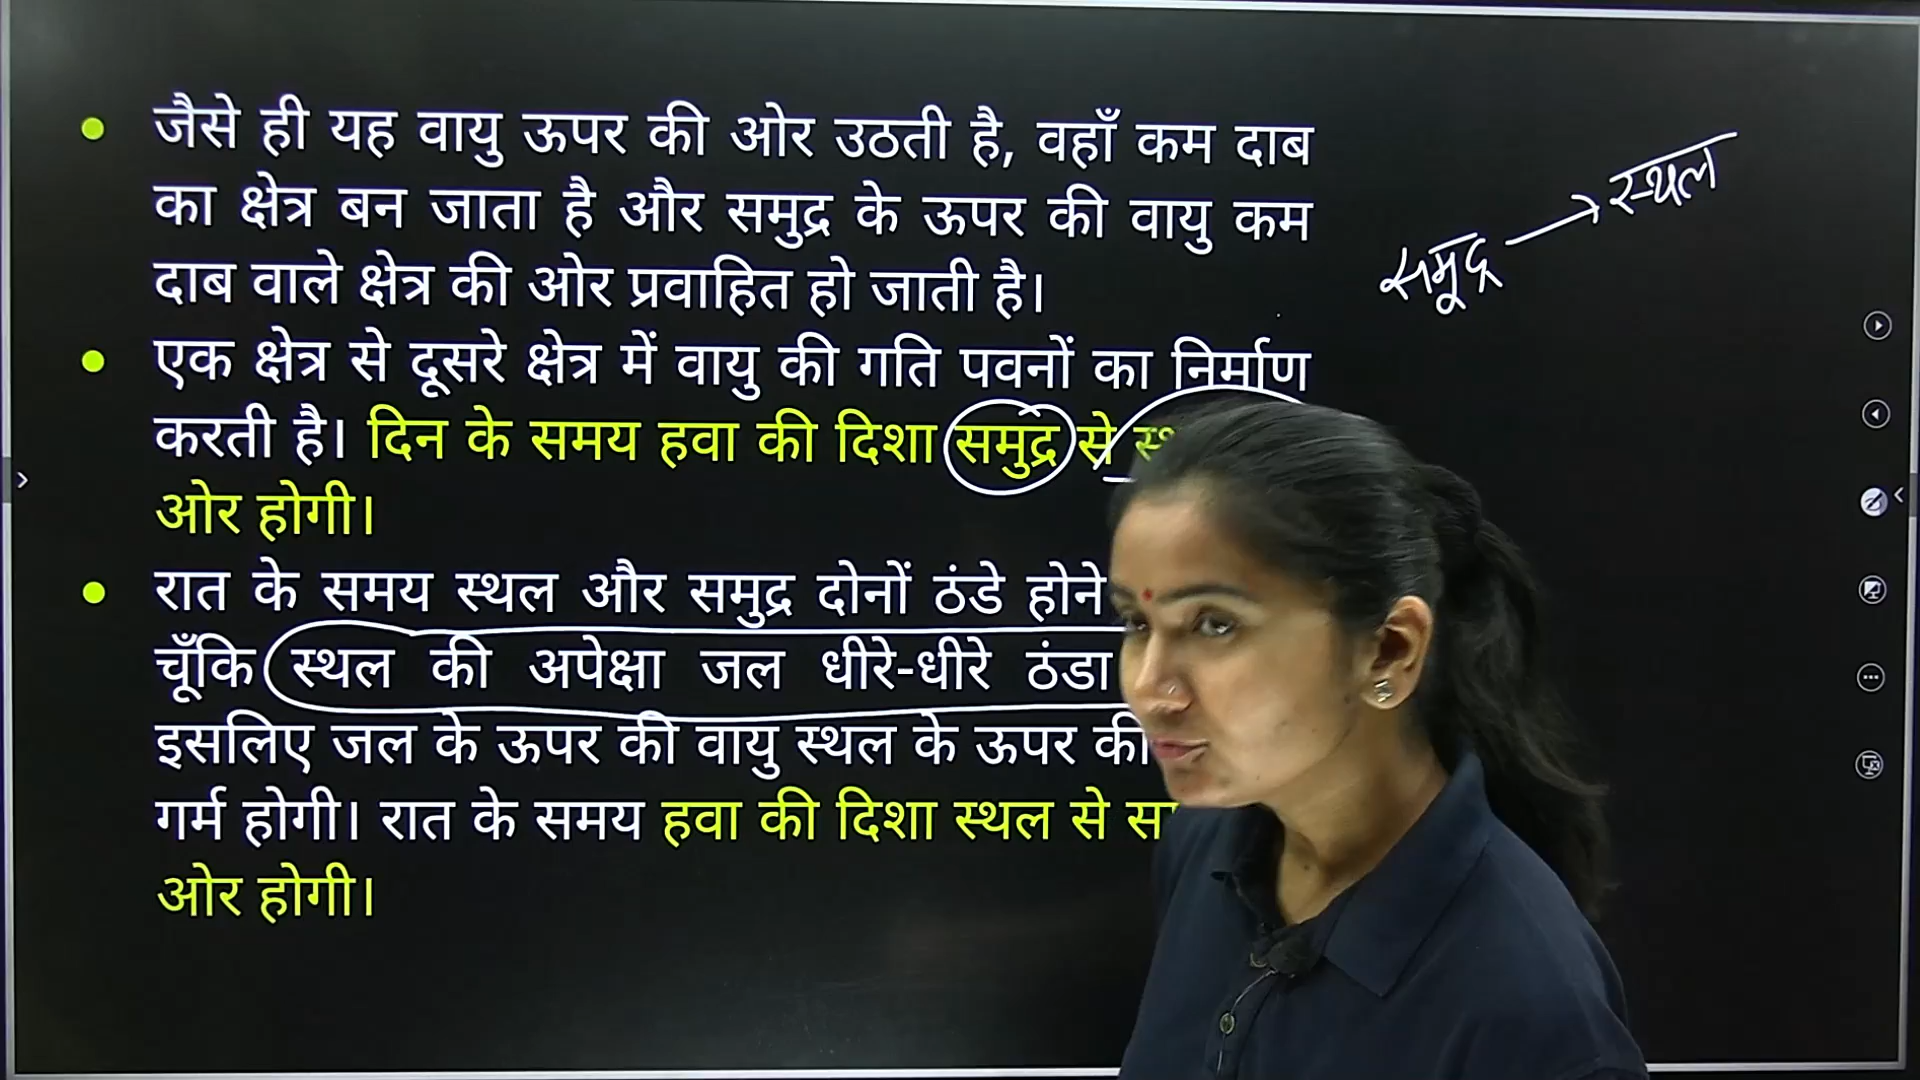 जैसे ही यह वायु ऊपर की ओर उठती है, वहाँ कम दाब
का क्षेत्र बन जाता है और समुद्र के ऊपर की वायु कम
दाब वाले क्षेत्र की ओर प्रवाहित हो जाती है।
एक क्षेत्र से दूसरे क्षेत्र में वायु की गति पवनों का निर्माण
करती है। दिन के समय हवा की दिशा समुद्र से
ओर होगी।
रात के समय स्थल और समुद्र दोनों ठंडे होने
चूँकि स्थल की अपेक्षा जल धीरे-धीरे ठंडा
इसलिए जल के ऊपर की वायु स्थल के ऊपर की
गर्म होगी। रात के समय हवा की दिशा स्थल से
ओर होगी।
समुद्र → स्थल